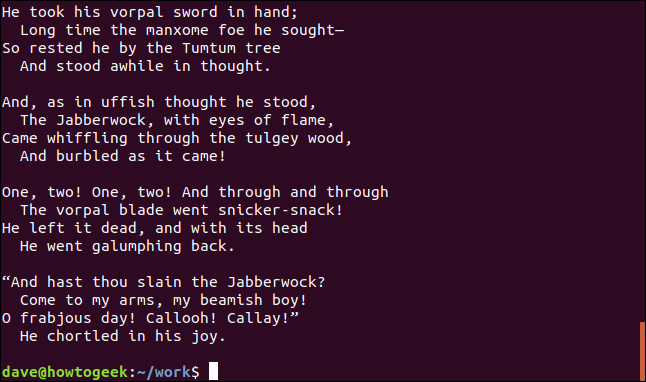 He took his vorpal sword in hand;
  Long time the manxome foe he sought—
So rested he by the Tumtum tree
  And stood awhile in thought.

And, as in uffish thought he stood,
  The Jabberwock, with eyes of flame,
Came whiffling through the tulgey wood,
  And burbled as it came!

One, two! One, two! And through and through
  The vorpal blade went snicker-snack!
He left it dead, and with its head
  He went galumphing back.

“And hast thou slain the Jabberwock?
  Come to my arms, my beamish boy!
O frabjous day! Callooh! Callay!”
  He chortled in his joy.

dave@howtogeek:~/work$